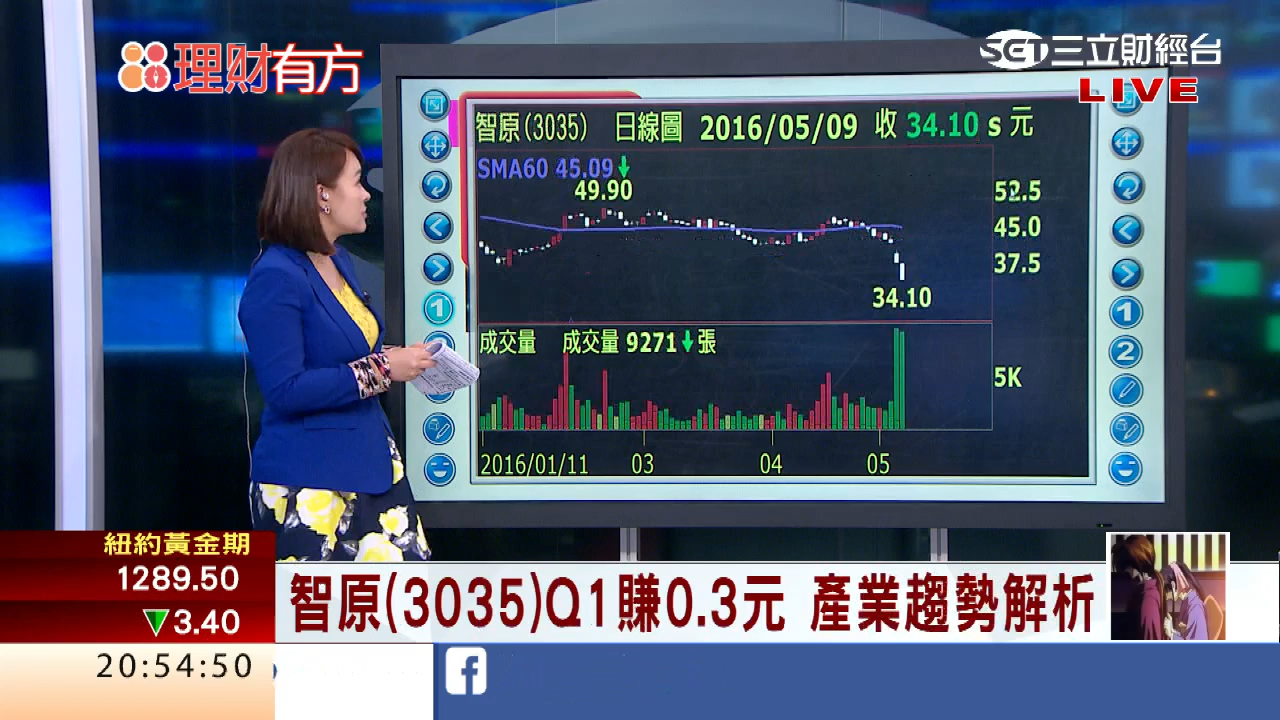 理財有方
SET三立財經台
LIVE
智原(3035) 日線圖 2016/05/09 收 34.10 s 元
SMA60 45.09↓
49.90
52.5
45.0
37.5
34.10
成交量 成交量 9271↓張
5K
2016/01/11 03 04 05
1
1
2
紐約黃金期
1289.50
▼3.40
智原(3035)Q1賺0.3元 產業趨勢解析
20:54:50
f